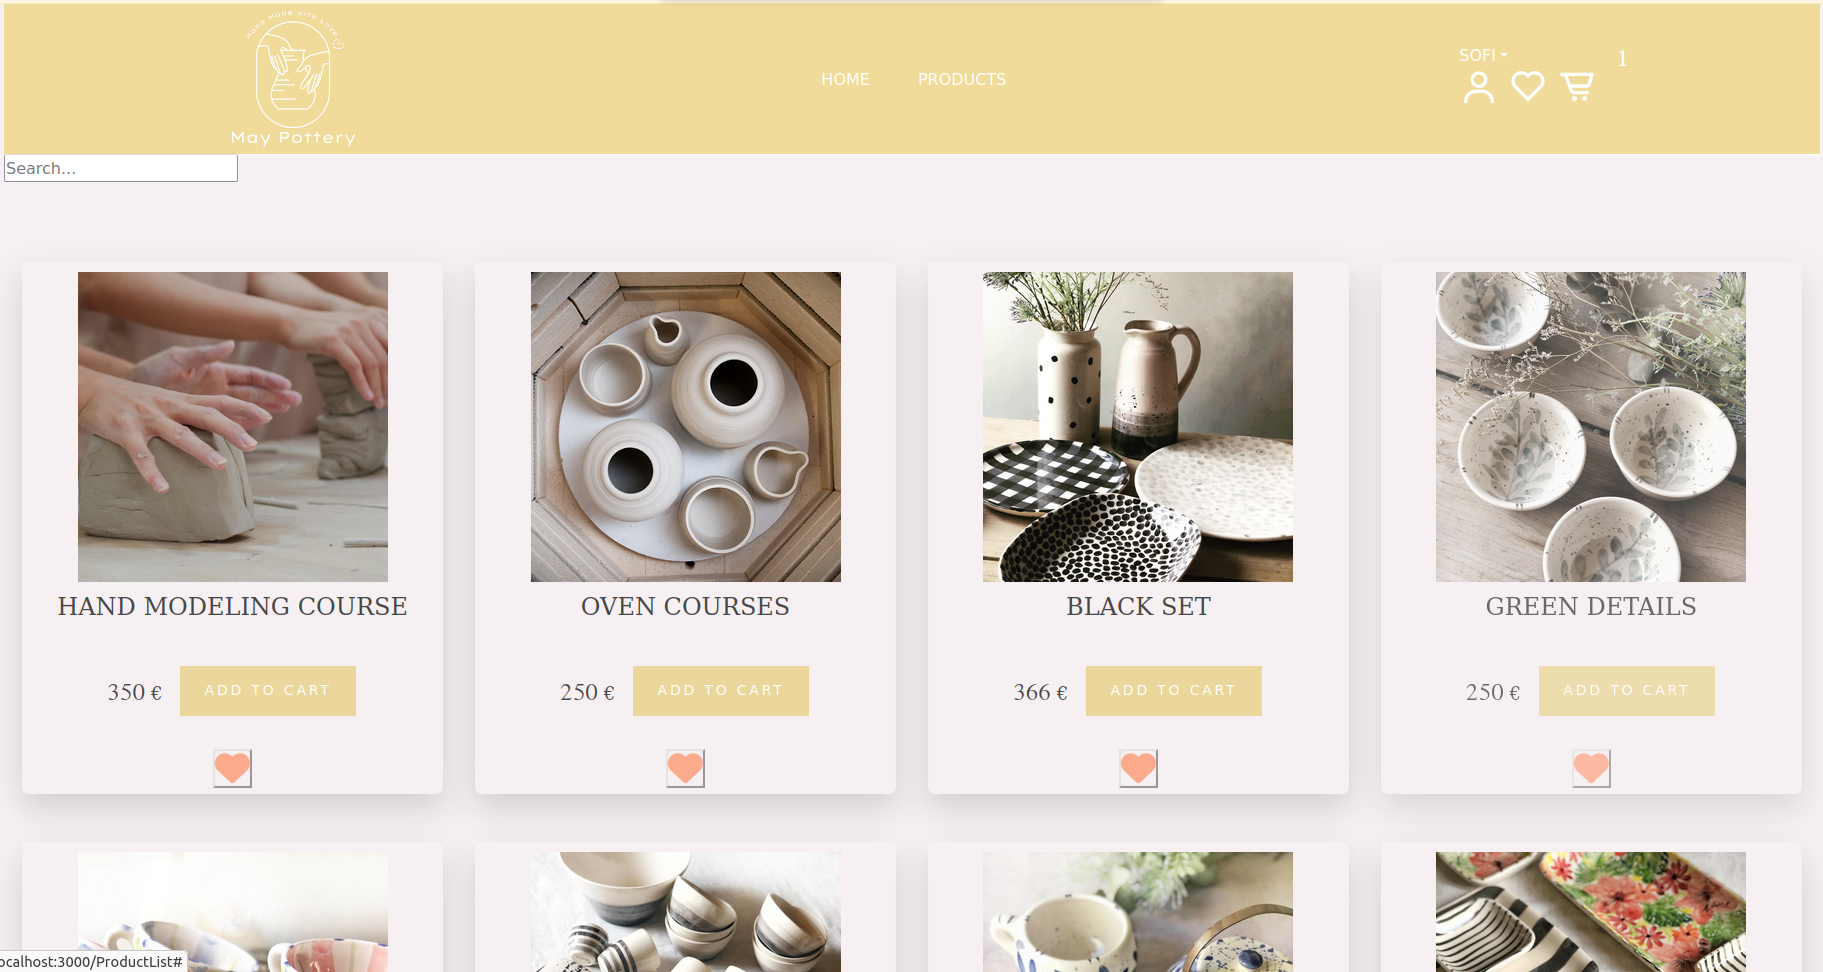 Hand Made with Love
May Pottery
HOME
PRODUCTS
SOFI
1
Search...
HAND MODELING COURSE
OVEN COURSES
BLACK SET
GREEN DETAILS
350 €
ADD TO CART
250 €
ADD TO CART
366 €
ADD TO CART
250 €
ADD TO CART
ocalhost:3000/ProductList#